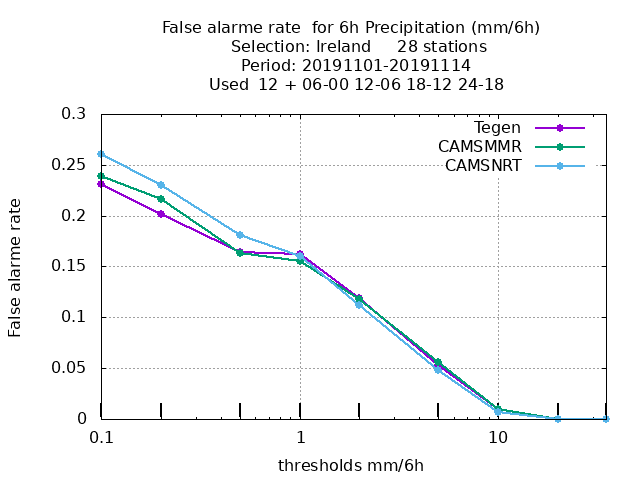 False alarme rate  for 6h Precipitation (mm/6h)
Selection: Ireland     28 stations
Period: 20191101-20191114
Used  12 + 06-00 12-06 18-12 24-18
Tegen
CAMSMMR
CAMSNRT
False alarme rate
0.3
0.25
0.2
0.15
0.1
0.05
0
0.1 1 10
thresholds mm/6h